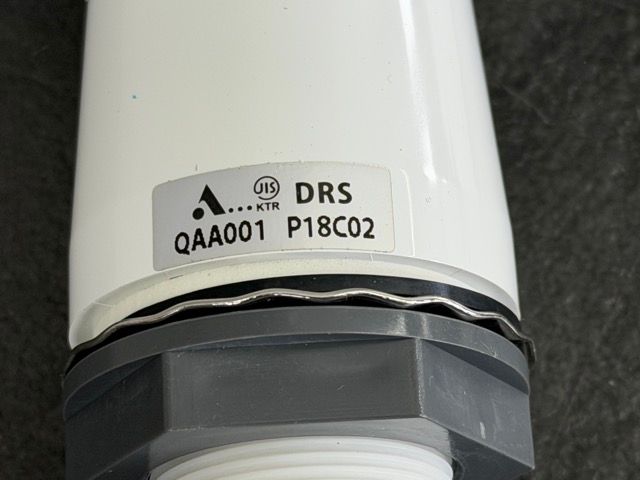 A... JIS KTR DRS
QAA001 P18C02